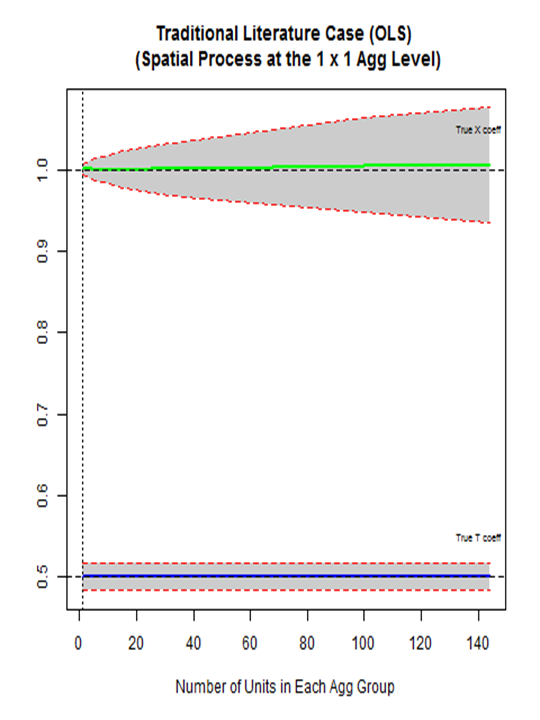 Traditional Literature Case (OLS)
(Spatial Process at the 1 x 1 Agg Level)
True X coeff
1.0
0.9
0.8
0.7
0.6
True T coeff
0.5
0 20 40 60 80 100 120 140
Number of Units in Each Agg Group